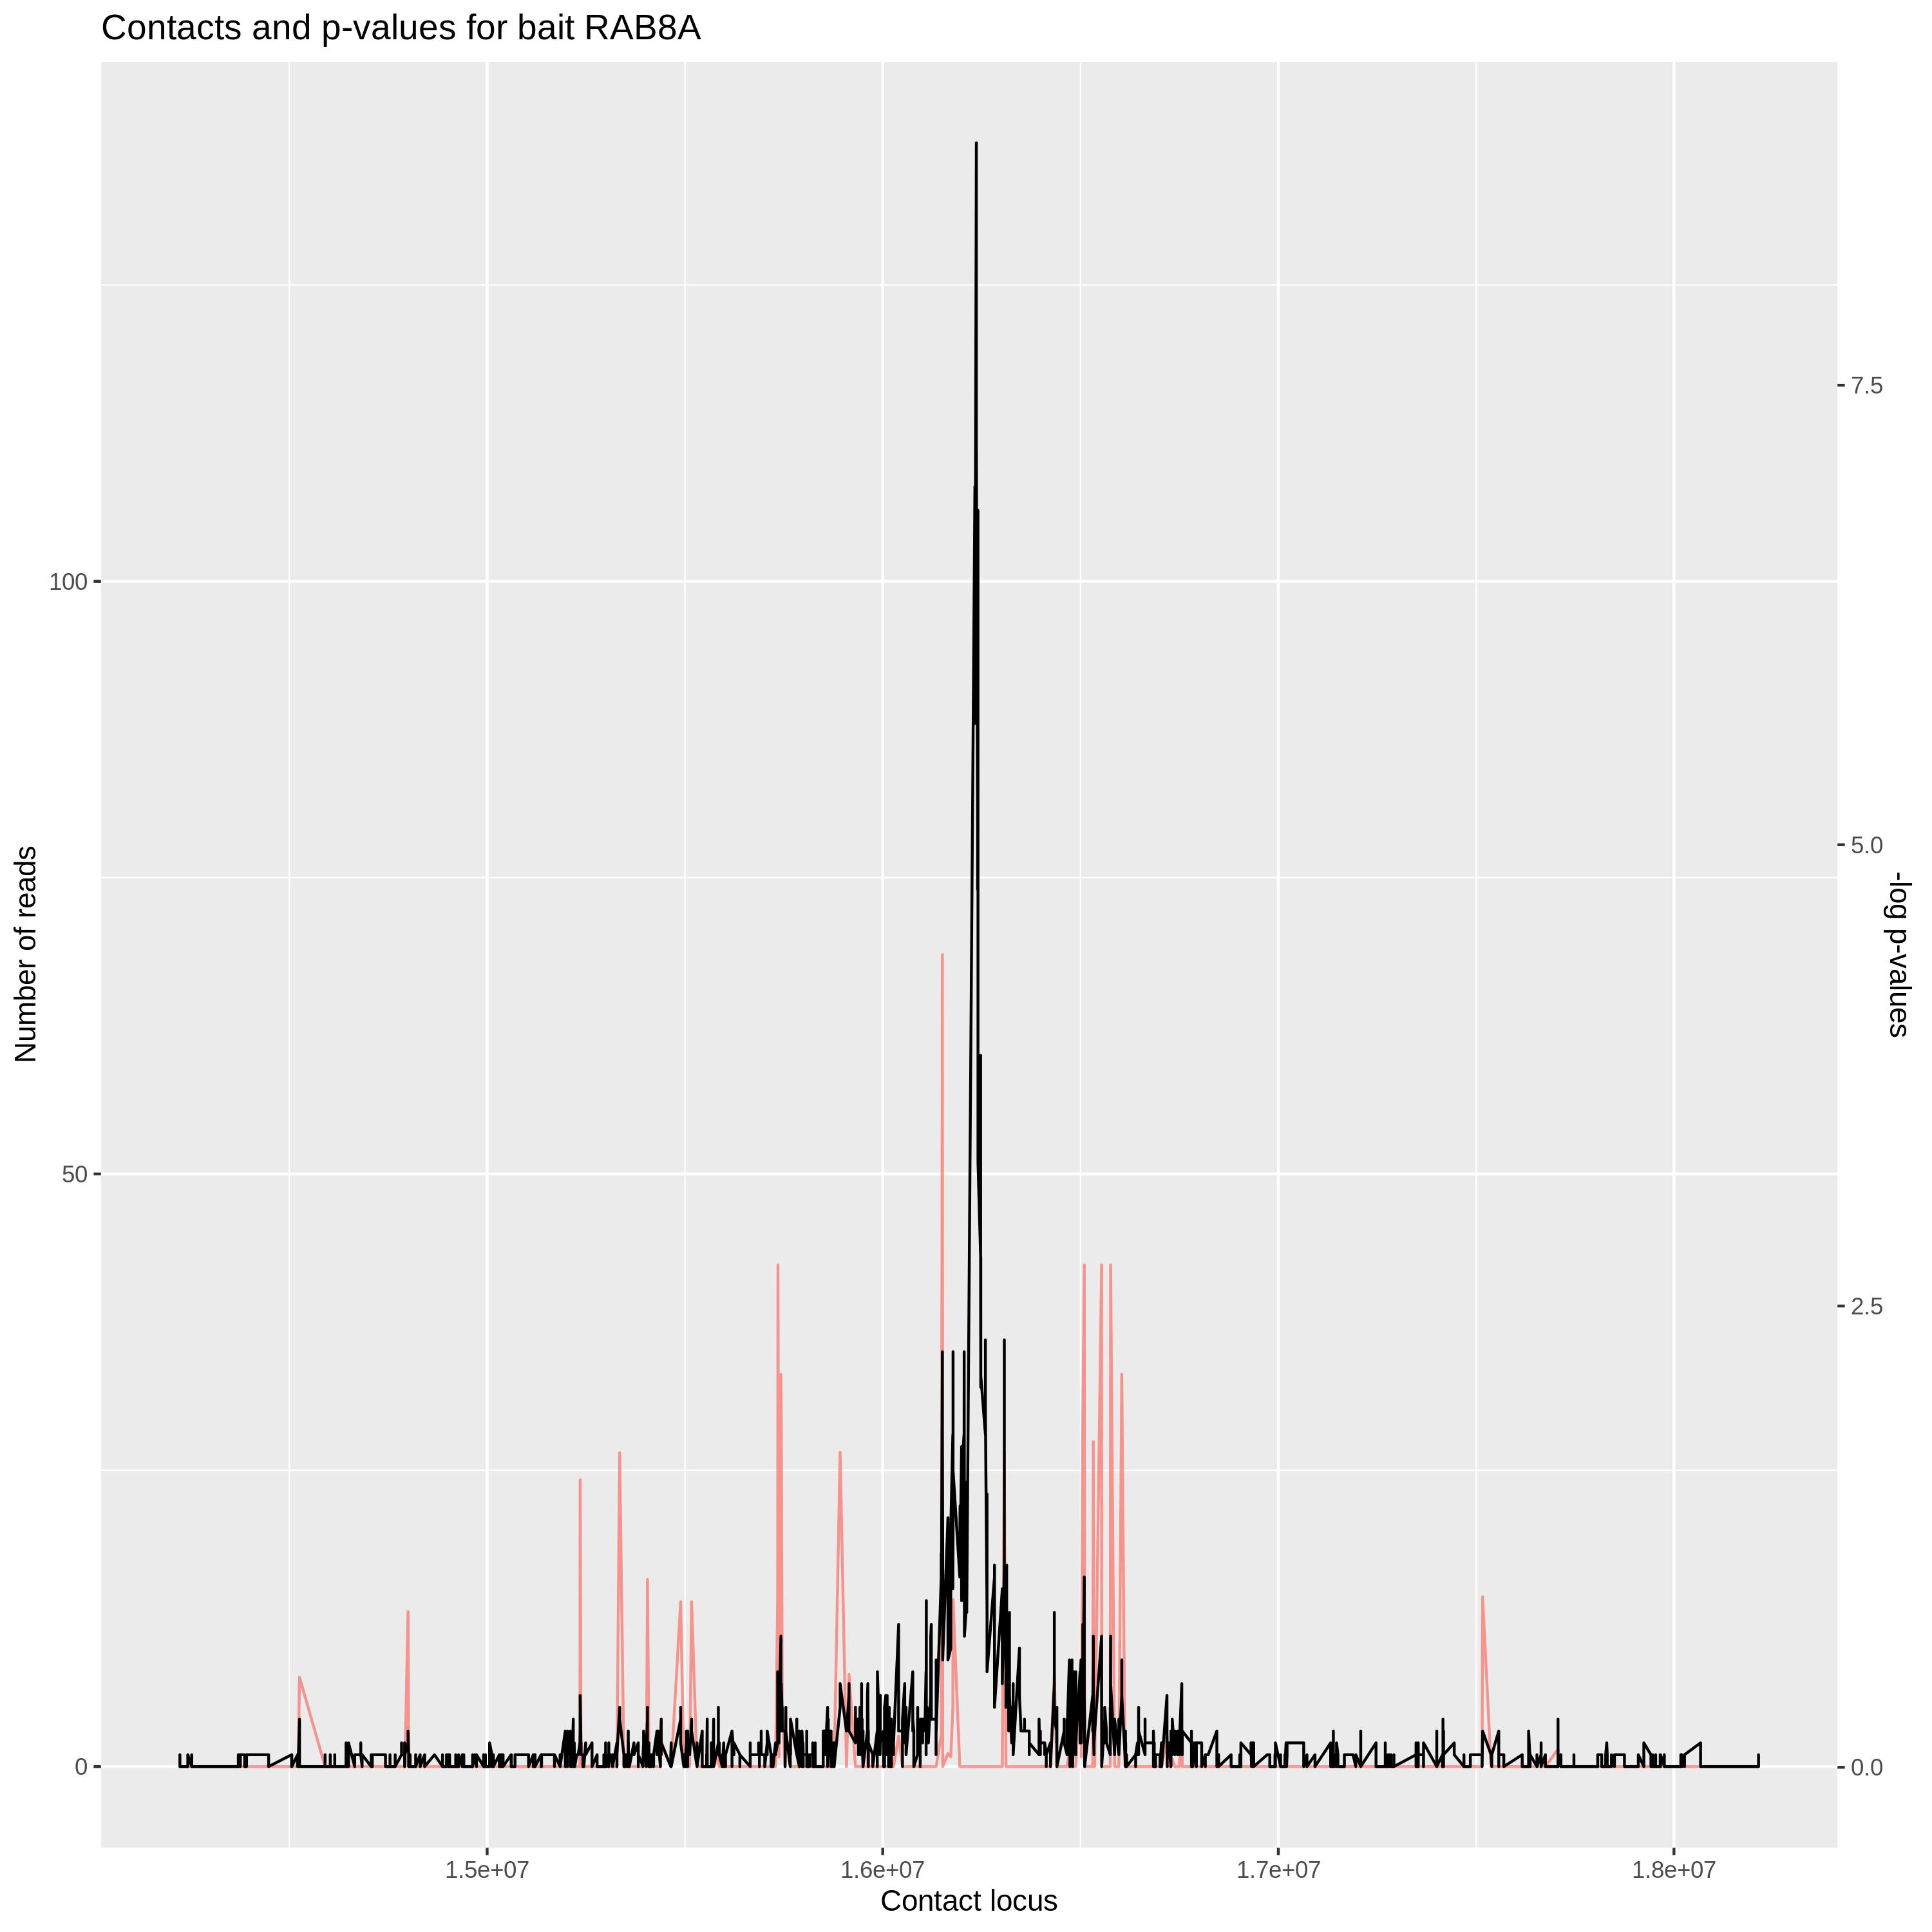 Contacts and p-values for bait RAB8A
100
50
0
Number of reads
7.5
5.0
2.5
0.0
-log p-values
1.5e+07
1.6e+07
1.7e+07
1.8e+07
Contact locus